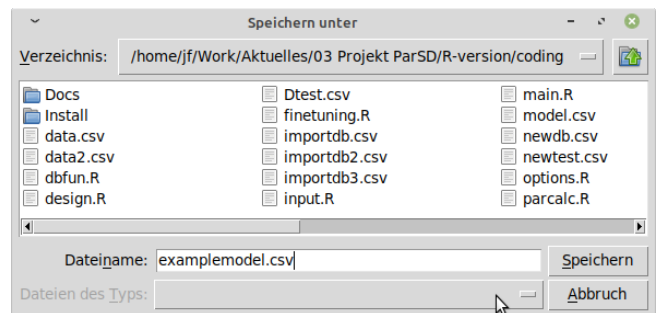 Speichern unter
Verzeichnis: /home/jf/Work/Aktuelles/03 Projekt ParSD/R-version/coding
Docs Dtest.csv main.R
Install finetuning.R model.csv
data.csv importdb.csv newdb.csv
data2.csv importdb2.csv newtest.csv
dbfun.R importdb3.csv options.R
design.R input.R parcalc.R
Dateiname: examplemodel.csv Speichern
Dateien des Typs: Abbruch